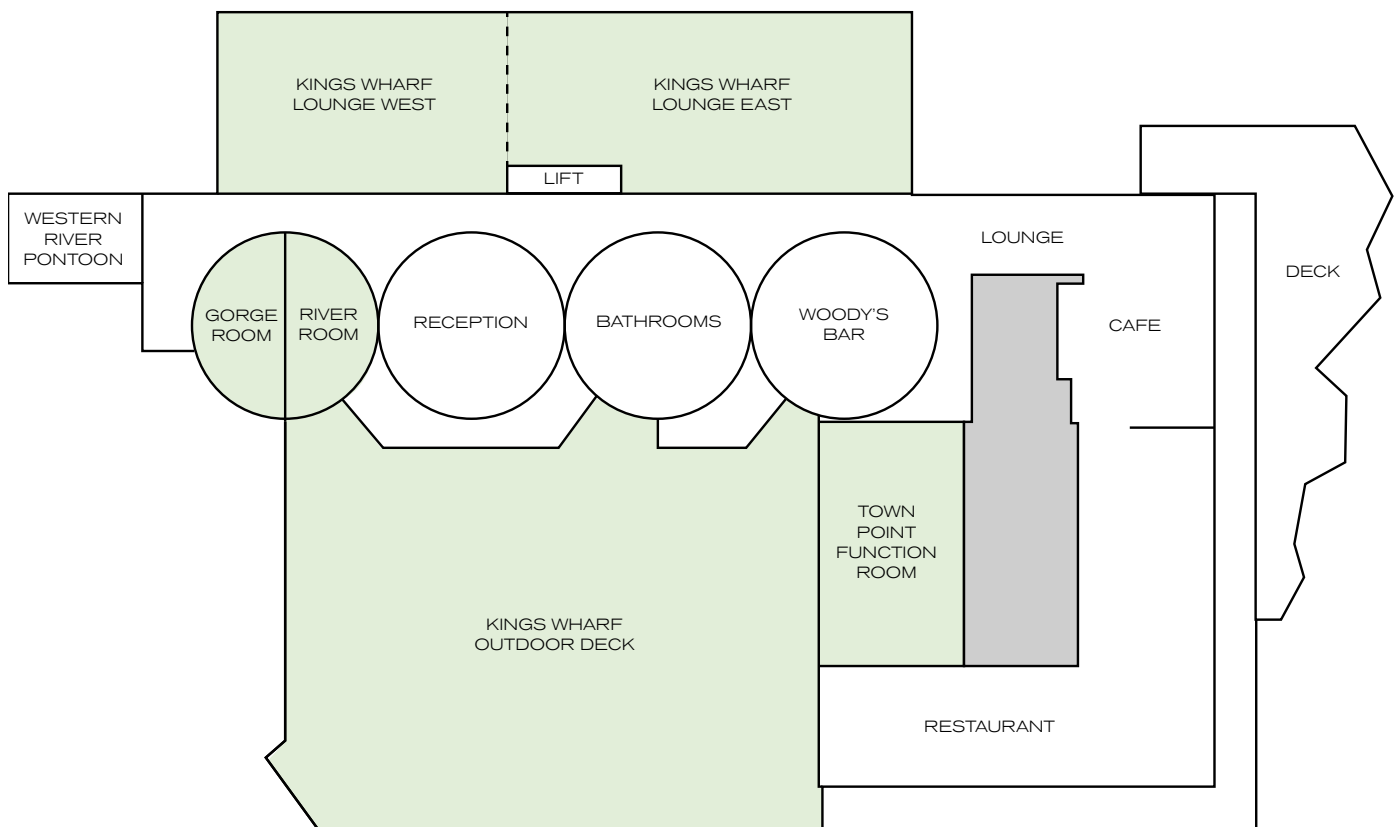 KINGS WHARF
LOUNGE WEST
KINGS WHARF
LOUNGE EAST
LIFT
WESTERN
RIVER
PONTOON
LOUNGE
DECK
GORGE
ROOM
RIVER
ROOM
RECEPTION
BATHROOMS
WOODY'S
BAR
CAFE
TOWN
POINT
FUNCTION
ROOM
KINGS WHARF
OUTDOOR DECK
RESTAURANT